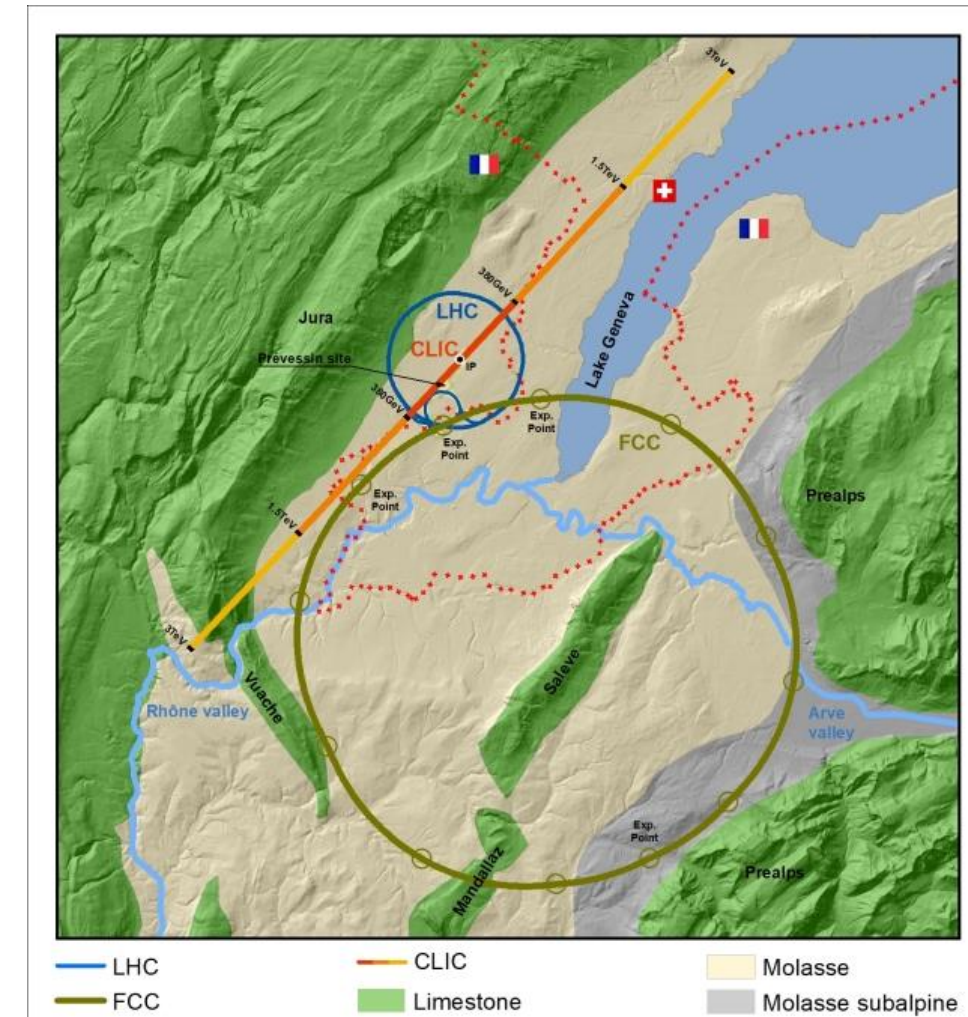 3TeV
1.5TeV
380GeV
LHC
Jura
CLIC
Prévessin site
IP
Lake Geneva
380GeV
Exp.
Point
Exp.
Point
FCC
Exp.
Point
Prealps
1.5TeV
3TeV
Vuache
Salève
Rhône valley
Arve
valley
Exp.
Point
Mandallaz
Prealps
LHC
CLIC
Molasse
FCC
Limestone
Molasse subalpine